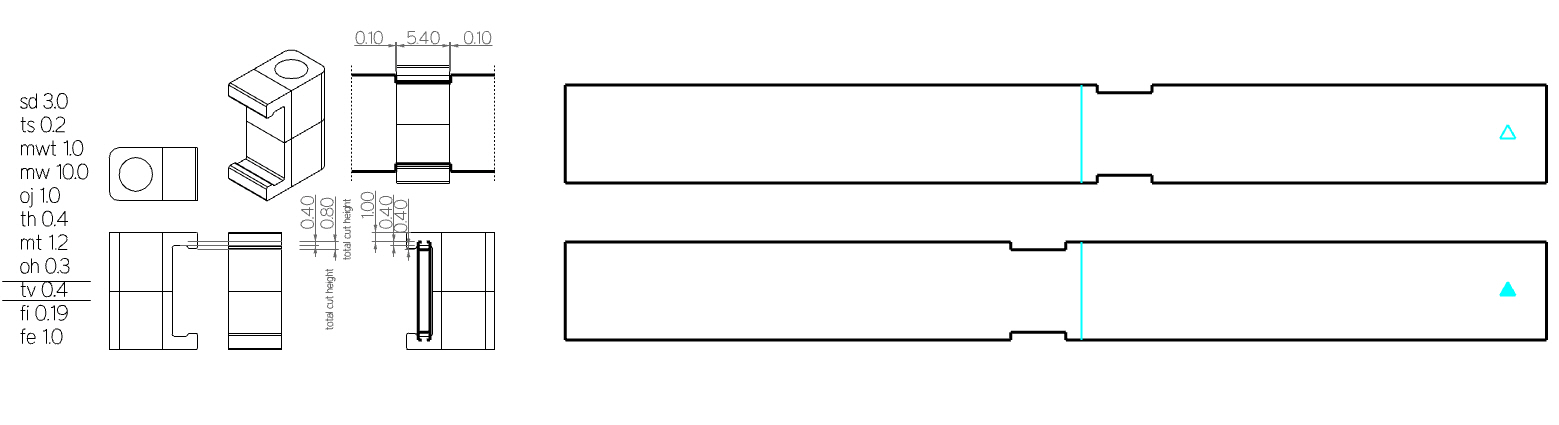 0.10 5.40 0.10
sd 3.0
ts 0.2
mwt 1.0
mw 10.0
oj 1.0
th 0.4
mt 1.2
oh 0.3
tv 0.4
fi 0.19
fe 1.0
0.40
0.80
total cut height
1.00
0.40
0.40
total cut height